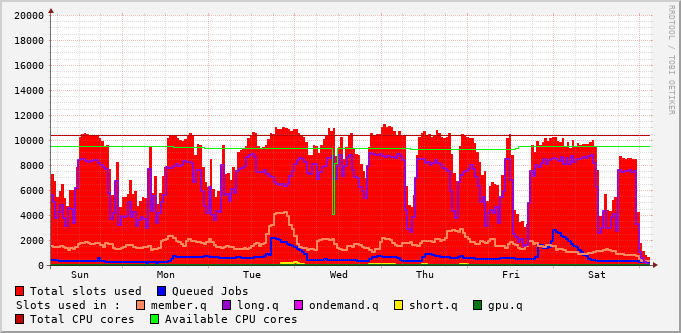 RRDTOOL / TOBI OETIKER
20000
18000
16000
14000
12000
10000
8000
6000
4000
2000
0
Sun Mon Tue Wed Thu Fri Sat
Total slots used Queued Jobs
Slots used in : member.q long.q ondemand.q short.q gpu.q
Total CPU cores Available CPU cores